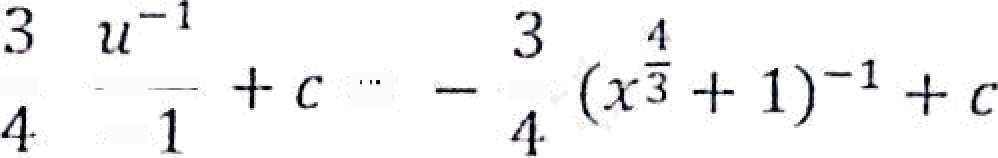 3/4 u^{-1}/1 + c ... - 3/4 (x^{4/3} + 1)^{-1} + c